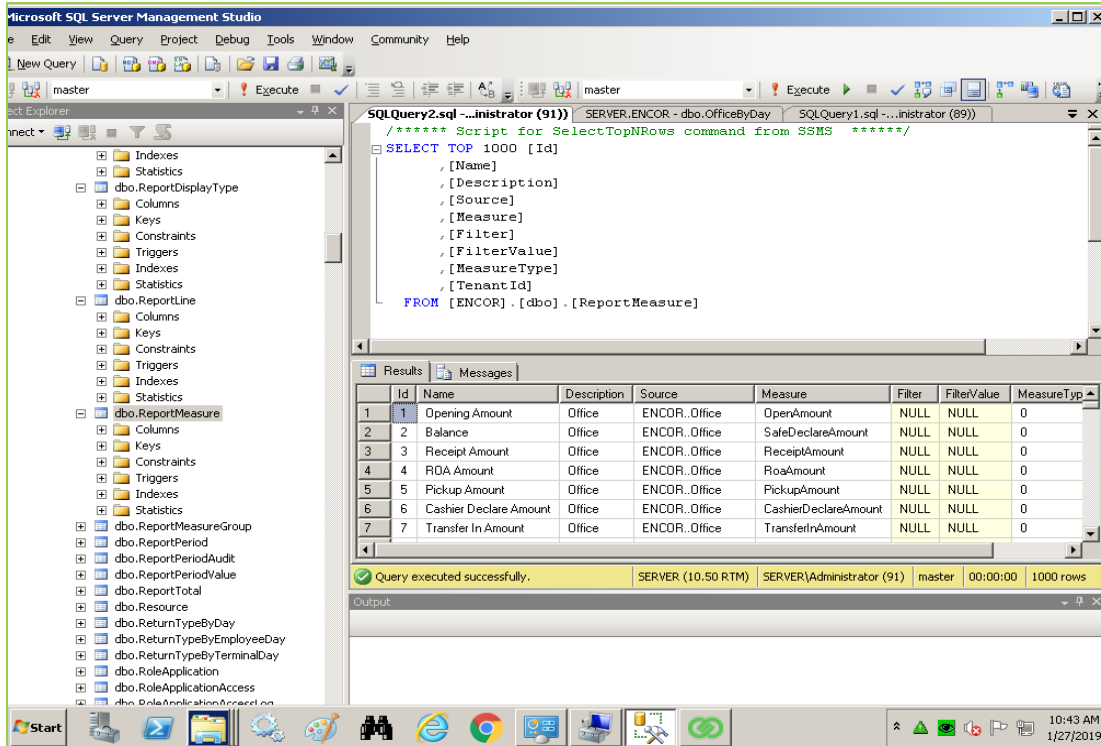 Microsoft SQL Server Management Studio
Edit View Query Project Debug Tools Window Community Help
New Query
master Execute master Execute
ect Explorer
nnect
SQLQuery2.sql -...inistrator (91)) SERVER.ENCOR - dbo.OfficeByDay SQLQuery1.sql -...inistrator (89))
Indexes
Statistics
dbo.ReportDisplayType
Columns
Keys
Constraints
Triggers
Indexes
Statistics
dbo.ReportLine
Columns
Keys
Constraints
Triggers
Indexes
Statistics
dbo.ReportMeasure
Columns
Keys
Constraints
Triggers
Indexes
Statistics
dbo.ReportMeasureGroup
dbo.ReportPeriod
dbo.ReportPeriodAudit
dbo.ReportPeriodValue
dbo.ReportTotal
dbo.Resource
dbo.ReturnTypeByDay
dbo.ReturnTypeByEmployeeDay
dbo.ReturnTypeByTerminalDay
dbo.RoleApplication
dbo.RoleApplicationAccess
dbo.RoleApplicationAccessLog
/****** Script for SelectTopNRows command from SSMS ******/
SELECT TOP 1000 [Id]
,[Name]
,[Description]
,[Source]
,[Measure]
,[Filter]
,[FilterValue]
,[MeasureType]
,[TenantId]
FROM [ENCOR].[dbo].[ReportMeasure]
Results Messages
Id Name Description Source Measure Filter FilterValue MeasureTyp
1 1 Opening Amount Office ENCOR..Office OpenAmount NULL NULL 0
2 2 Balance Office ENCOR..Office SafeDeclareAmount NULL NULL 0
3 3 Receipt Amount Office ENCOR..Office ReceiptAmount NULL NULL 0
4 4 ROA Amount Office ENCOR..Office RoaAmount NULL NULL 0
5 5 Pickup Amount Office ENCOR..Office PickupAmount NULL NULL 0
6 6 Cashier Declare Amount Office ENCOR..Office CashierDeclareAmount NULL NULL 0
7 7 Transfer In Amount Office ENCOR..Office TransferInAmount NULL NULL 0
Query executed successfully. SERVER (10.50 RTM) SERVER\Administrator (91) master 00:00:00 1000 rows
Output
Start
10:43 AM
1/27/2019